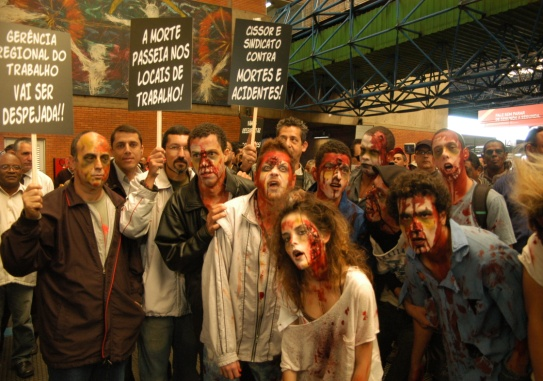 GERÊNCIA
REGIONAL DO
TRABALHO
VAI SER
DESPEJADA!!
A MORTE
PASSEIA NOS
LOCAIS DE
TRABALHO!
CISSOR E
SINDICATO
CONTRA
MORTES E
ACIDENTES!